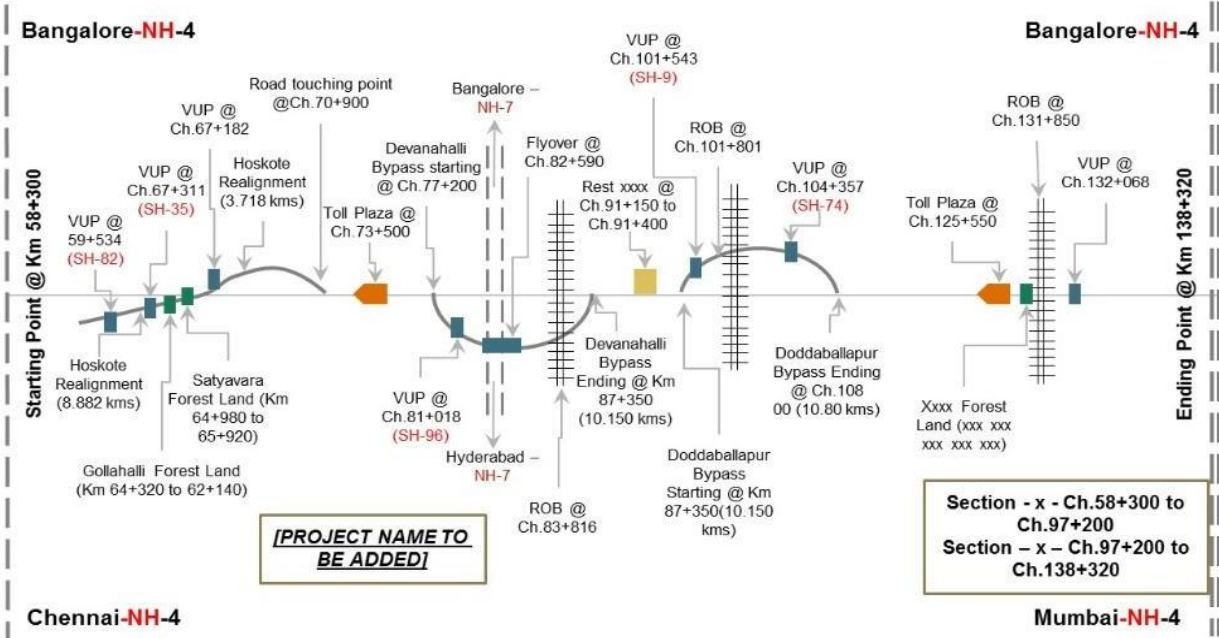 Bangalore-NH-4
Bangalore-NH-4
Starting Point @ Km 58+300
VUP @
59+534
(SH-82)
VUP @
Ch.67+311
(SH-35)
VUP @
Ch.67+182
Hoskote
Realignment
(3.718 kms)
Road touching point
@Ch.70+900
Toll Plaza @
Ch.73+500
Devanahalli
Bypass starting
@ Ch.77+200
Bangalore –
NH-7
Flyover @
Ch.82+590
Rest xxxx @
Ch.91+150 to
Ch.91+400
VUP @
Ch.101+543
(SH-9)
ROB @
Ch.101+801
VUP @
Ch.104+357
(SH-74)
Toll Plaza @
Ch.125+550
ROB @
Ch.131+850
VUP @
Ch.132+068
Ending Point @ Km 138+320
Hoskote
Realignment
(8.882 kms)
Satyavara
Forest Land (Km
64+980 to
65+920)
Gollahalli Forest Land
(Km 64+320 to 62+140)
VUP @
Ch.81+018
(SH-96)
Hyderabad –
NH-7
ROB @
Ch.83+816
Devanahalli
Bypass
Ending @ Km
87+350
(10.150 kms)
Doddaballapur
Bypass
Starting @ Km
87+350(10.150
kms)
Doddaballapur
Bypass Ending
@ Ch.108
00 (10.80 kms)
Xxxx Forest
Land (xxx xxx
xxx xxx xxx)
[PROJECT NAME TO
BE ADDED]
Section - x - Ch.58+300 to
Ch.97+200
Section – x – Ch.97+200 to
Ch.138+320
Chennai-NH-4
Mumbai-NH-4